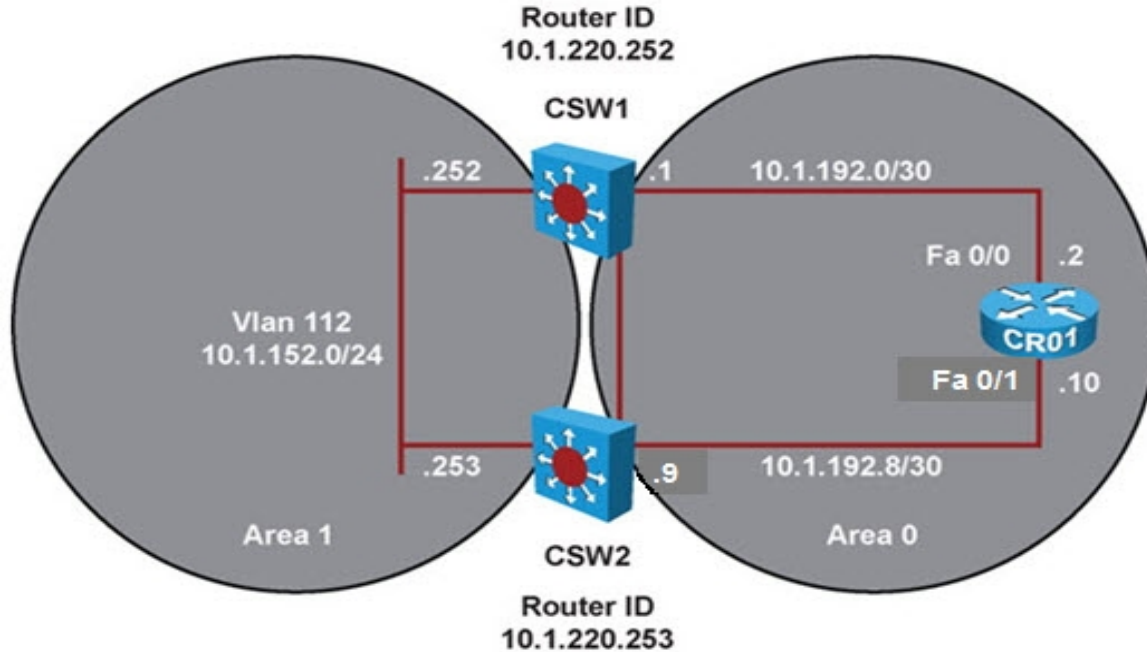 Router ID
10.1.220.252
CSW1
.252
.1
10.1.192.0/30
Fa 0/0
.2
Vlan 112
10.1.152.0/24
CR01
Fa 0/1
.10
.253
.9
10.1.192.8/30
Area 1
Area 0
CSW2
Router ID
10.1.220.253